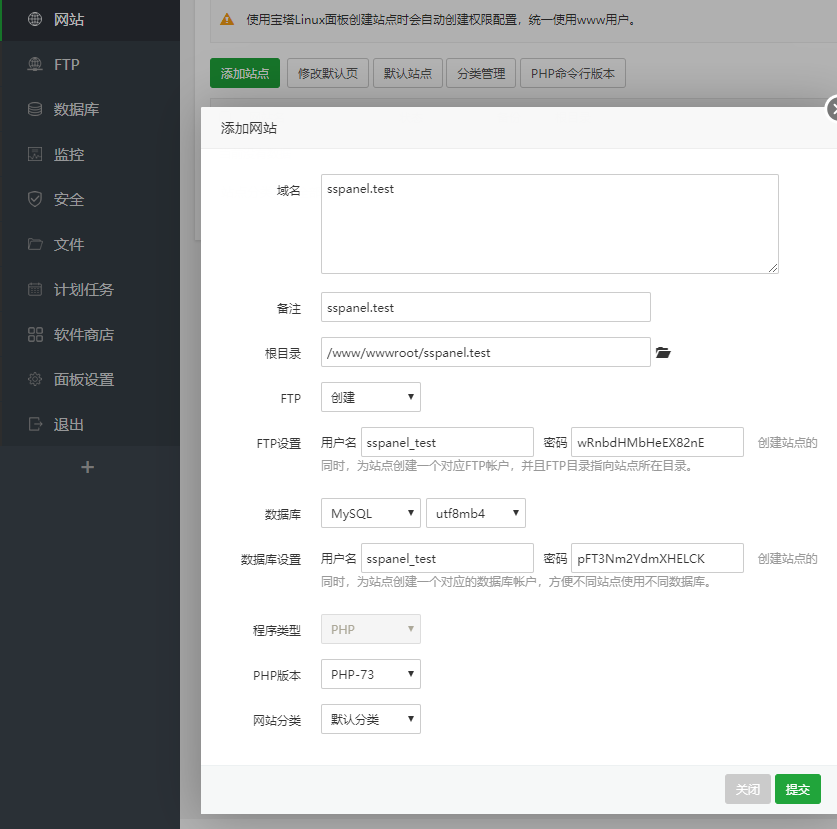 网站
FTP
数据库
监控
安全
文件
计划任务
软件商店
面板设置
退出
使用宝塔Linux面板创建站点时会自动创建权限配置，统一使用www用户。
添加站点 修改默认页 默认站点 分类管理 PHP命令行版本
添加网站
域名 sspanel.test
备注 sspanel.test
根目录 /www/wwwroot/sspanel.test
FTP 创建
FTP设置 用户名 sspanel_test 密码 wRnbdHMbHeEX82nE 创建站点的
同时，为站点创建一个对应FTP帐户，并且FTP目录指向站点所在目录。
数据库 MySQL utf8mb4
数据库设置 用户名 sspanel_test 密码 pFT3Nm2YdmXHELCK 创建站点的
同时，为站点创建一个对应的数据库帐户，方便不同站点使用不同数据库。
程序类型 PHP
PHP版本 PHP-73
网站分类 默认分类
关闭 提交